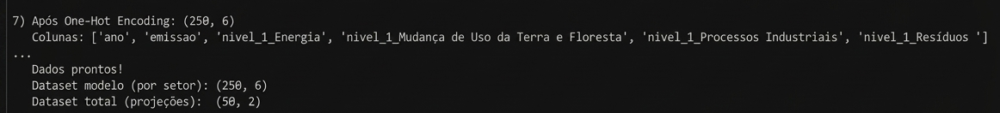 7) Após One-Hot Encoding: (250, 6)
Colunas: ['ano', 'emissao', 'nivel_1_Energia', 'nivel_1_Mudança de Uso da Terra e Floresta', 'nivel_1_Processos Industriais', 'nivel_1_Resíduos ']
...
Dados prontos!
Dataset modelo (por setor): (250, 6)
Dataset total (projeções):  (50, 2)